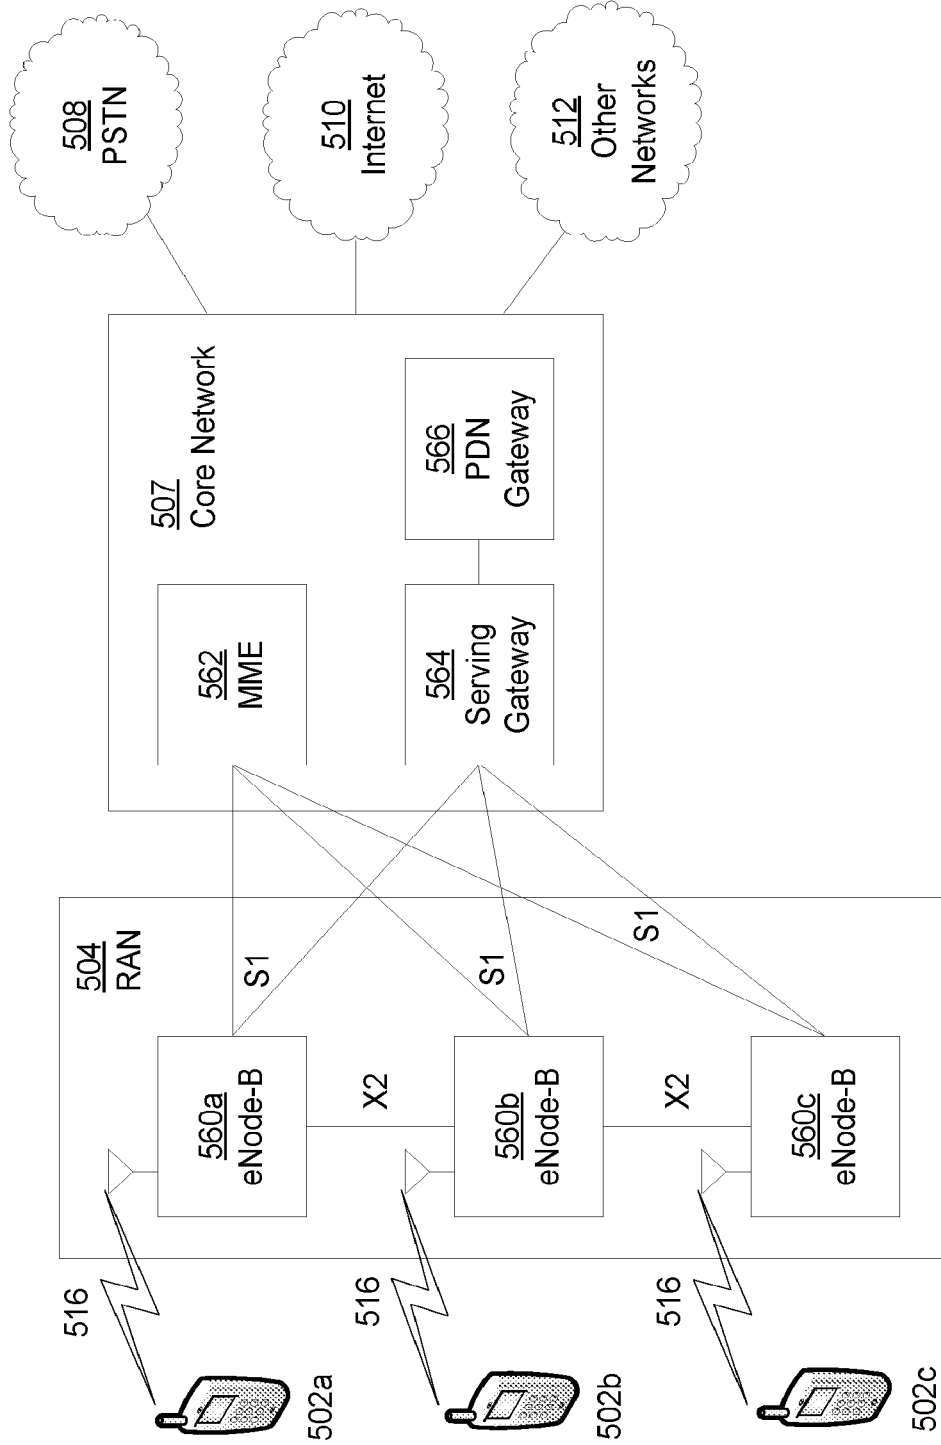 508
PSTN
510
Internet
512
Other
Networks
507
Core Network
562
MME
564
Serving
Gateway
566
PDN
Gateway
504
RAN
S1
S1
S1
560a
eNode-B
X2
560b
eNode-B
X2
560c
eNode-B
516
516
516
502a
502b
502c